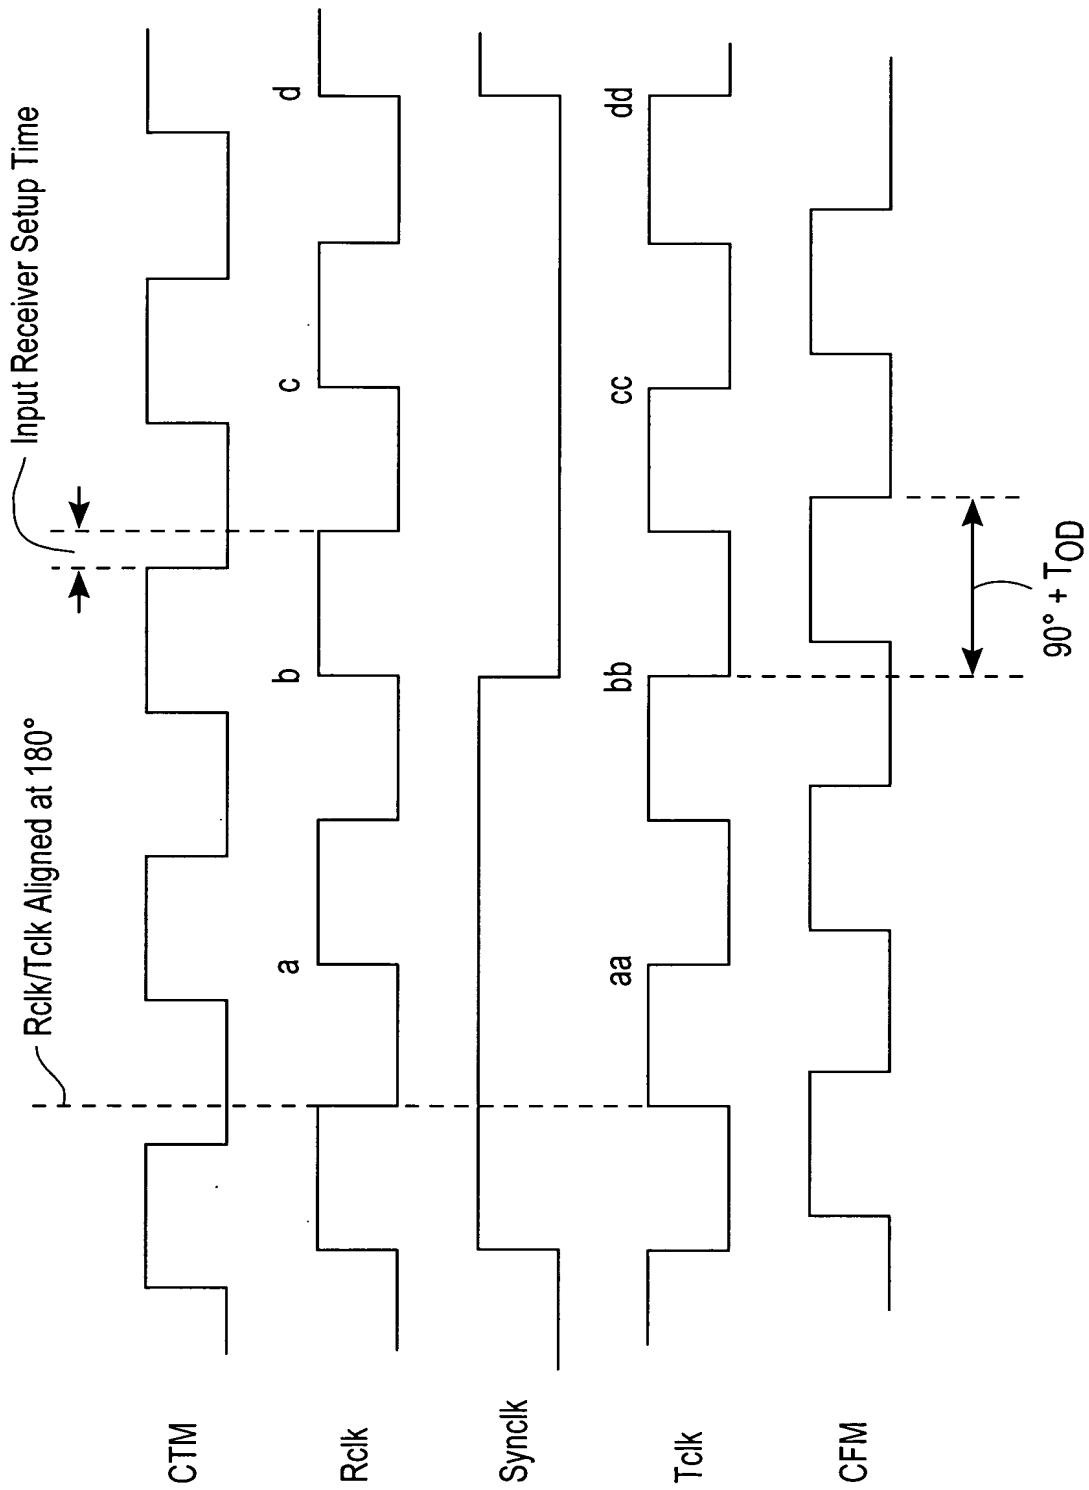 Rclk/Tclk Aligned at 180°
Input Receiver Setup Time
CTM
a
b
c
d
Rclk
Synclk
aa
bb
cc
dd
Tclk
CFM
90° + TOD